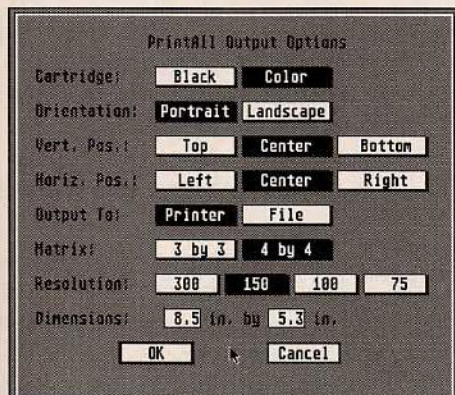 PrintAll Output Options
Cartridge: Black Color
Orientation: Portrait Landscape
Vert. Pos.: Top Center Bottom
Horiz. Pos.: Left Center Right
Output To: Printer File
Matrix: 3 by 3 4 by 4
Resolution: 300 150 100 75
Dimensions: 8.5 in. by 5.3 in.
OK Cancel